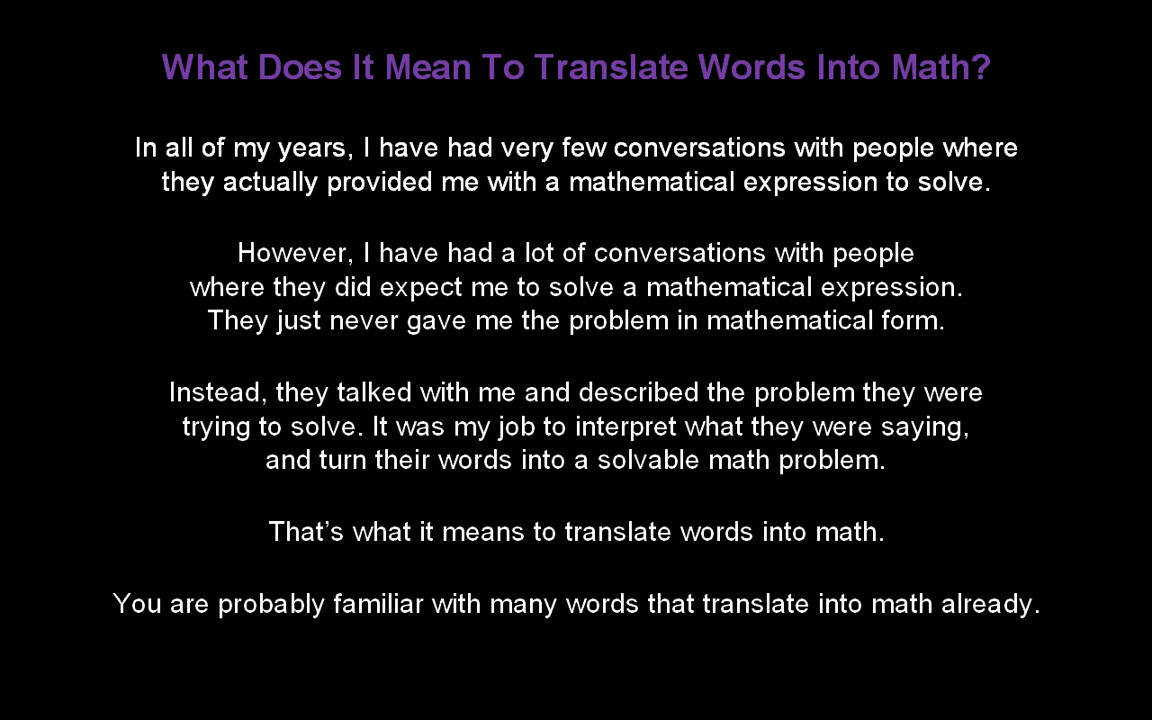 What Does It Mean To Translate Words Into Math?
In all of my years, I have had very few conversations with people where
they actually provided me with a mathematical expression to solve.
However, I have had a lot of conversations with people
where they did expect me to solve a mathematical expression.
They just never gave me the problem in mathematical form.
Instead, they talked with me and described the problem they were
trying to solve. It was my job to interpret what they were saying,
and turn their words into a solvable math problem.
That’s what it means to translate words into math.
You are probably familiar with many words that translate into math already.